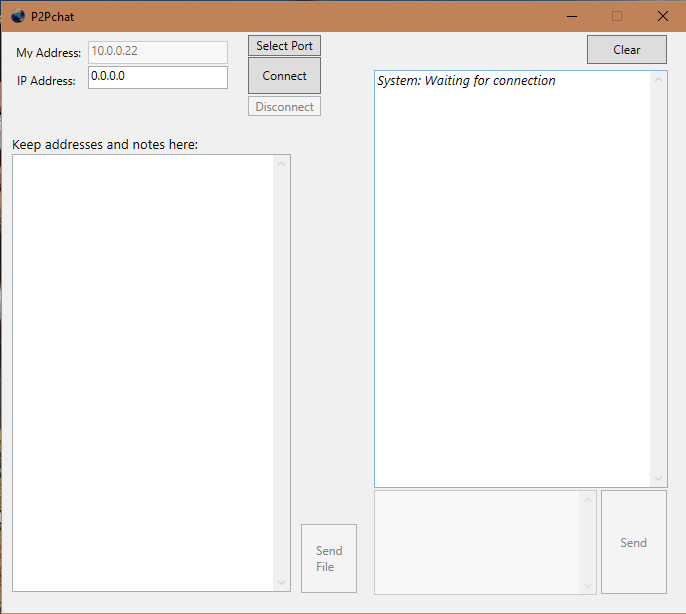 P2Pchat
My Address: 10.0.0.22
IP Address: 0.0.0.0
Select Port
Connect
Disconnect
Clear
Keep addresses and notes here:
System: Waiting for connection
Send
File
Send